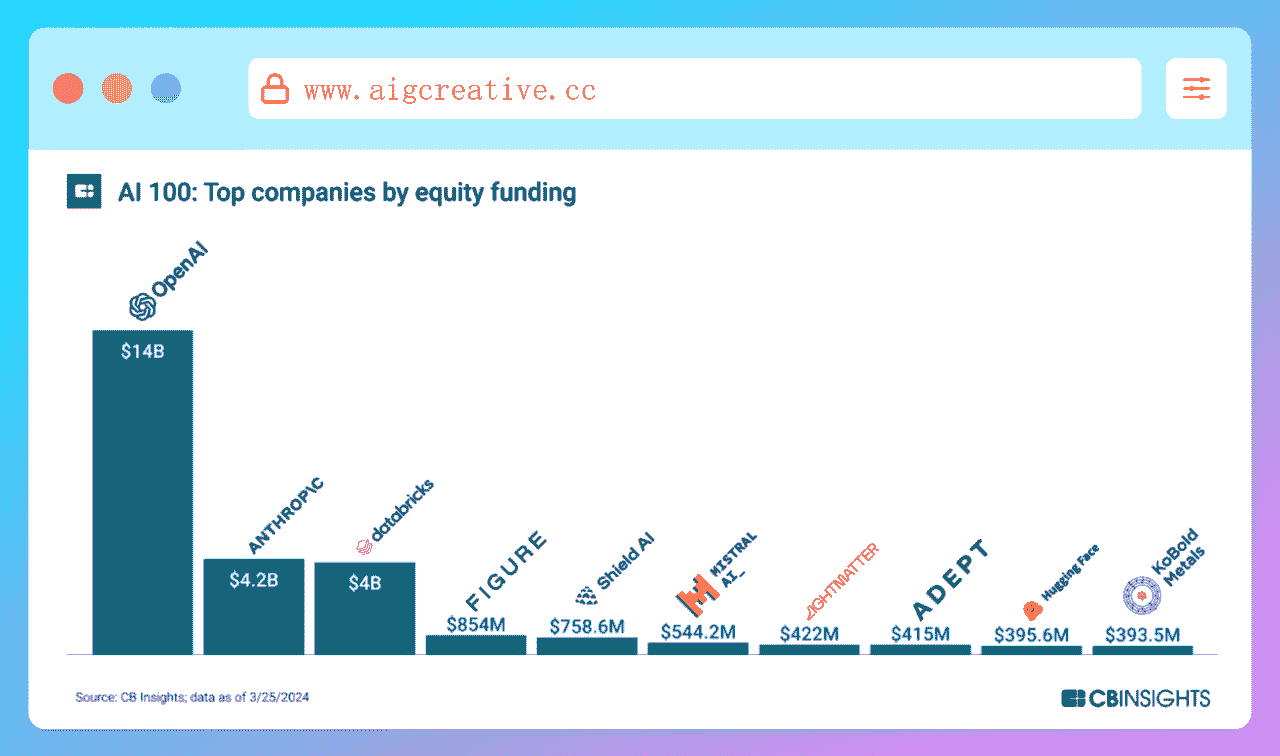 www.aigcreative.cc
AI 100: Top companies by equity funding
OpenAI
$14B
ANTHROP\C
$4.2B
databricks
$4B
FIGURE
$854M
Shield AI
$758.6M
MISTRAL
AI_
$544.2M
LIGHTMATTER
$422M
ADEPT
$415M
Hugging Face
$395.6M
KoBold
Metals
$393.5M
Source: CB Insights; data as of 3/25/2024
CBINSIGHTS